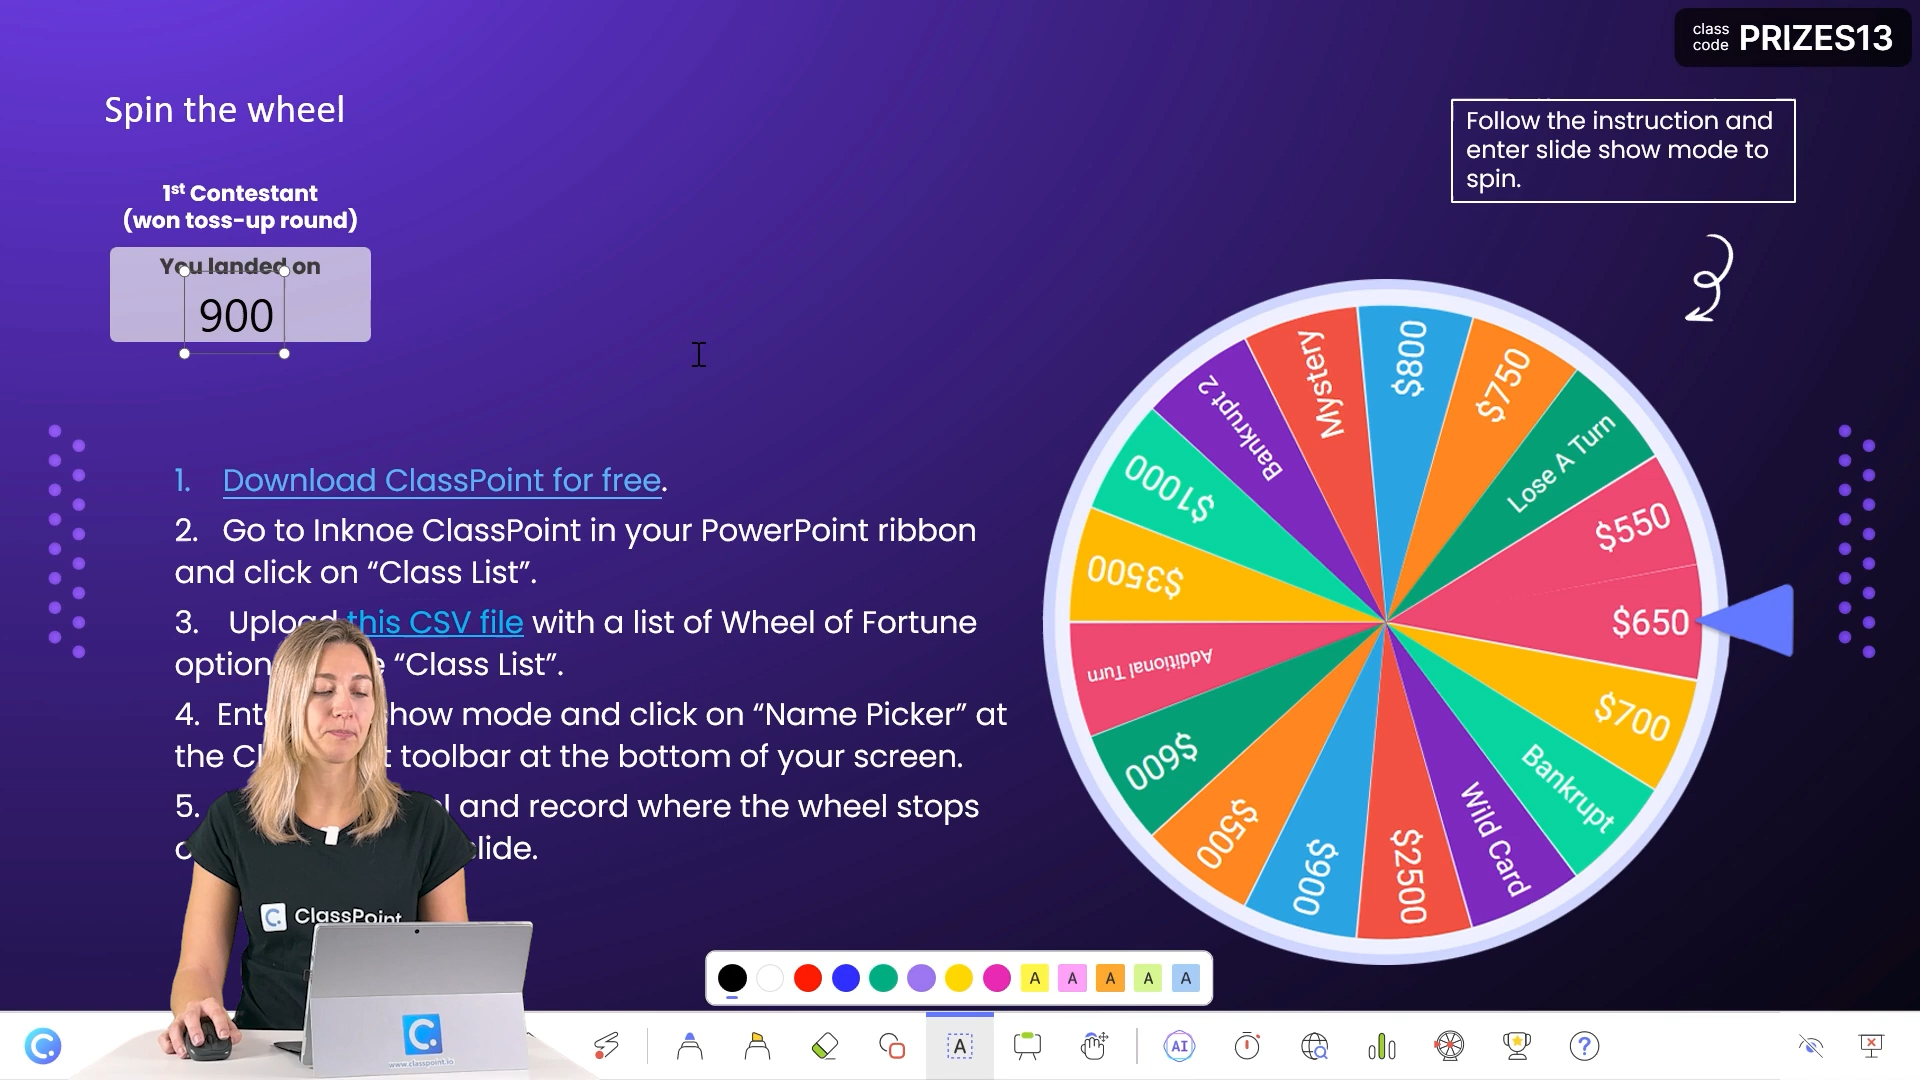 class
code PRIZES13
Spin the wheel
Follow the instruction and
enter slide show mode to
spin.
1st Contestant
(won toss-up round)
You landed on
900
1. Download ClassPoint for free.
2. Go to Inknoe ClassPoint in your PowerPoint ribbon
and click on “Class List”.
3. Upload this CSV file with a list of Wheel of Fortune
option “Class List”.
4. show mode and click on “Name Picker” at
the toolbar at the bottom of your screen.
5. and record where the wheel stops
slide.
$800
$750
Lose A Turn
$550
$650
$700
Bankrupt
Wild Card
$2500
$900
$500
$600
Additional Turn
$3500
$1000
Bankrupt 2
Mystery
ClassPoint
www.classpoint.io
A A A A A
A
AI
?